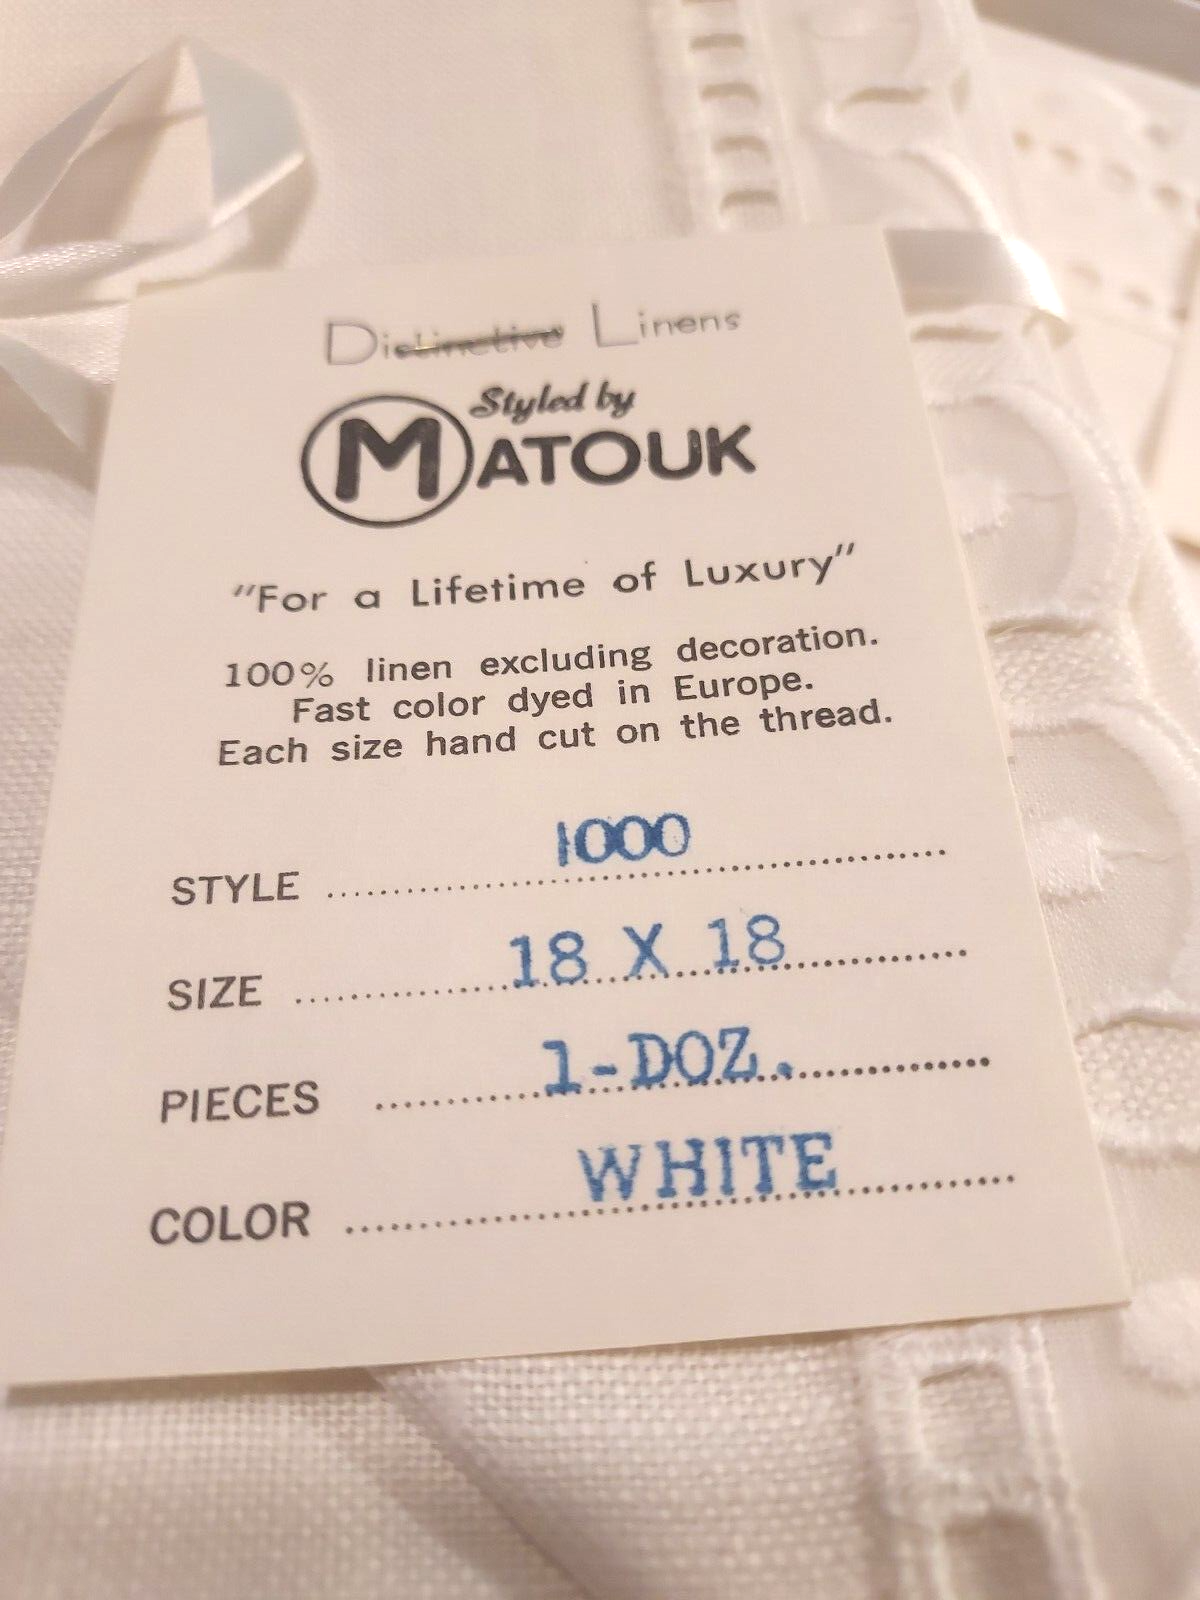 Distinctive Linens
Styled by
MATOUK
"For a Lifetime of Luxury"
100% linen excluding decoration.
Fast color dyed in Europe.
Each size hand cut on the thread.
STYLE 1000
SIZE 18 X 18
PIECES 1-DOZ.
COLOR WHITE